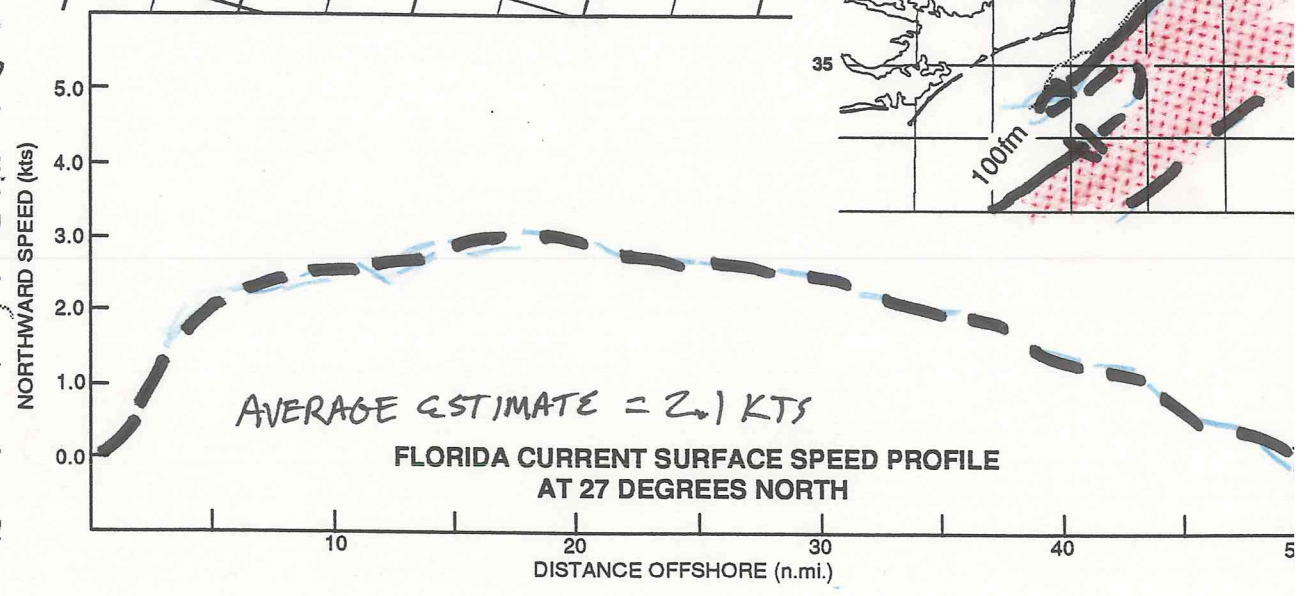 35
100fm
5.0
4.0
3.0
2.0
1.0
0.0
NORTHWARD SPEED (kts)
AVERAGE ESTIMATE = 2.1 KTS
FLORIDA CURRENT SURFACE SPEED PROFILE
AT 27 DEGREES NORTH
10
20
30
40
5
DISTANCE OFFSHORE (n.mi.)